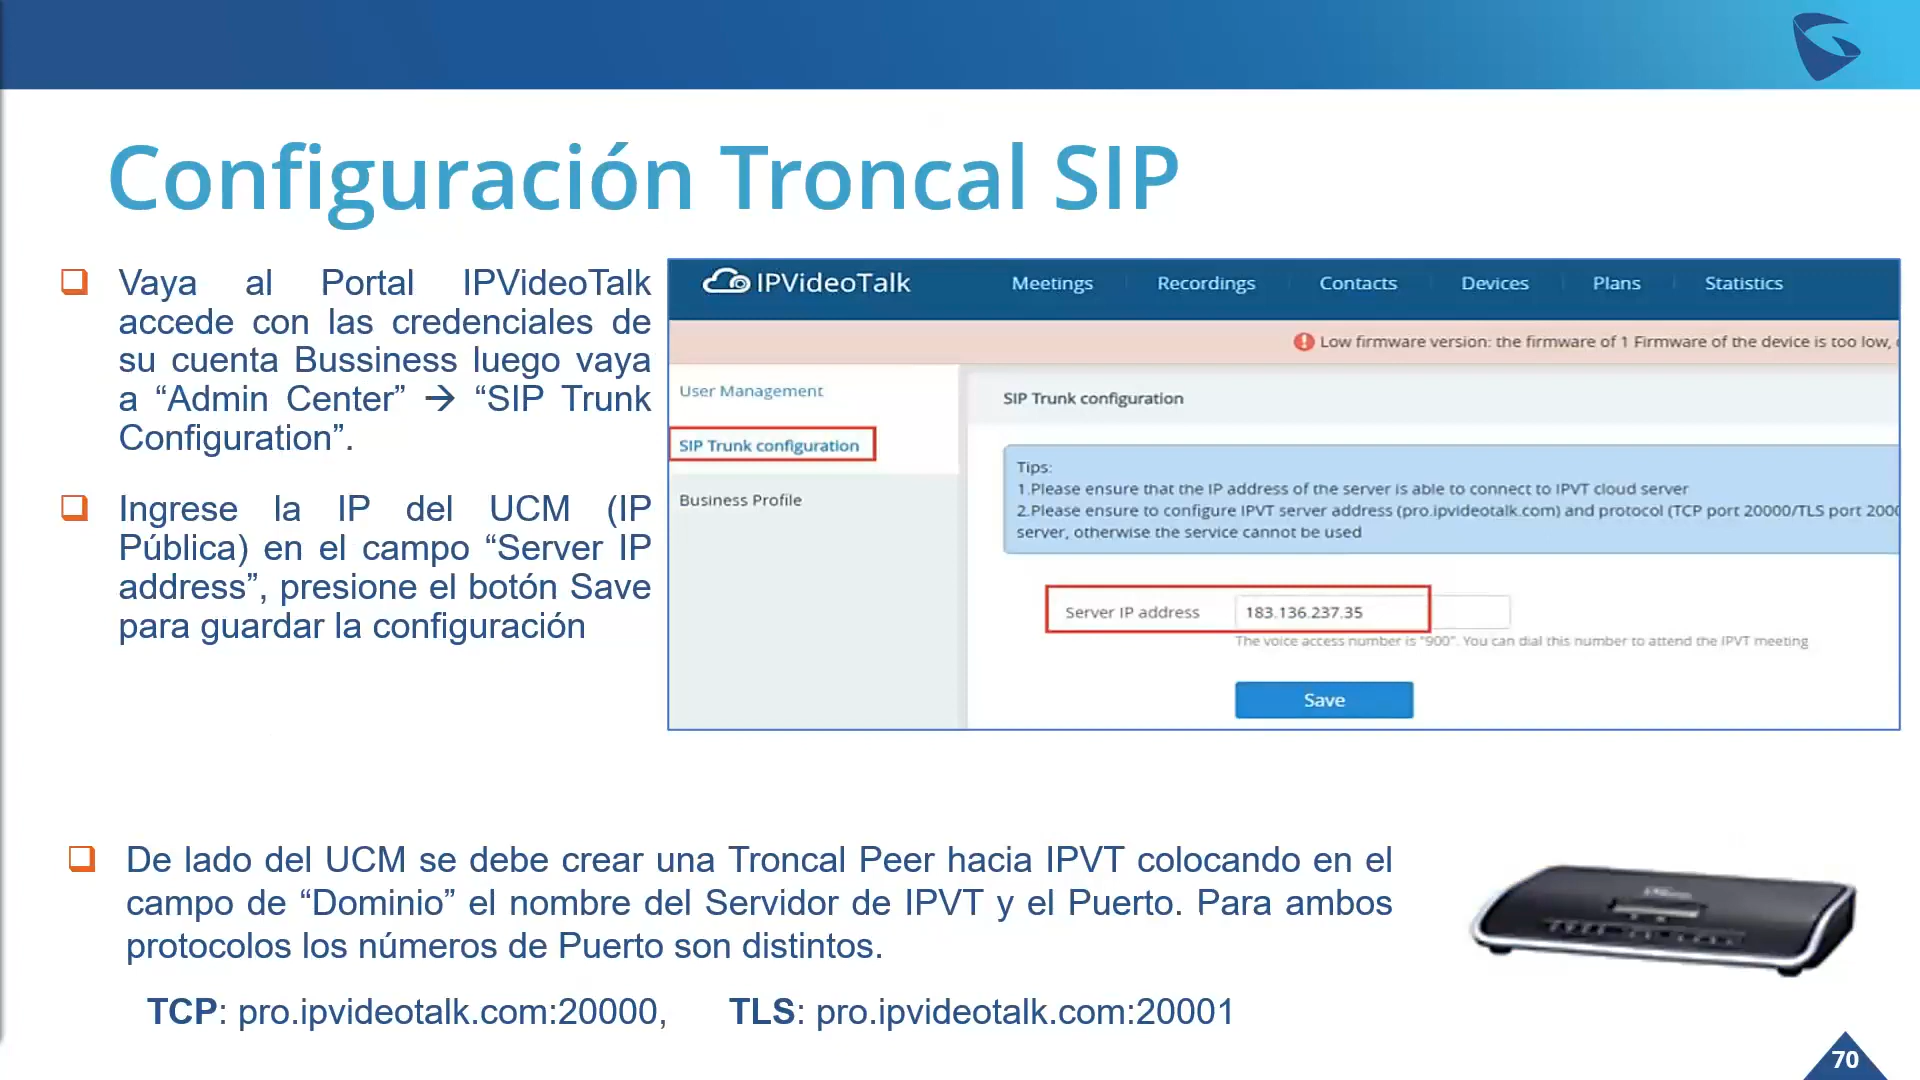 Configuración Troncal SIP
Vaya al Portal IPVideoTalk
accede con las credenciales de
su cuenta Bussiness luego vaya
a “Admin Center” → “SIP Trunk
Configuration”.
Ingrese la IP del UCM (IP
Pública) en el campo “Server IP
address”, presione el botón Save
para guardar la configuración
IPVideoTalk
Meetings Recordings Contacts Devices Plans Statistics
Low firmware version: the firmware of 1 Firmware of the device is too low,
User Management
SIP Trunk configuration
Business Profile
SIP Trunk configuration
Tips:
1.Please ensure that the IP address of the server is able to connect to IPVT cloud server
2.Please ensure to configure IPVT server address (pro.ipvideotalk.com) and protocol (TCP port 20000/TLS port 2000
server, otherwise the service cannot be used
Server IP address 183.136.237.35
The voice access number is "900". You can dial this number to attend the IPVT meeting
Save
De lado del UCM se debe crear una Troncal Peer hacia IPVT colocando en el
campo de “Dominio” el nombre del Servidor de IPVT y el Puerto. Para ambos
protocolos los números de Puerto son distintos.
TCP: pro.ipvideotalk.com:20000, TLS: pro.ipvideotalk.com:20001
70